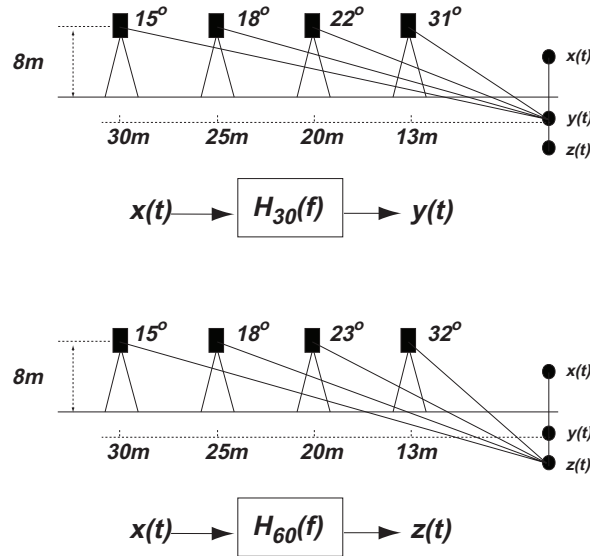 15° 18° 22° 31°
x(t)
8m
y(t)
30m 25m 20m 13m
z(t)
x(t) H30(f) y(t)
15° 18° 23° 32°
8m
x(t)
y(t)
30m 25m 20m 13m
z(t)
x(t) H60(f) z(t)